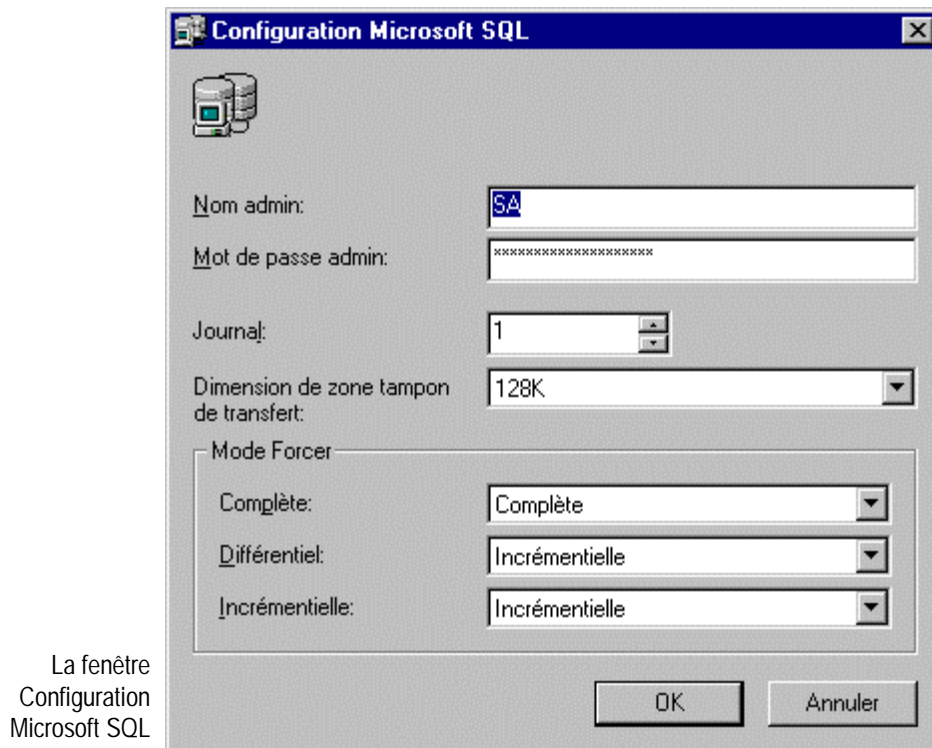 Configuration Microsoft SQL
Nom admin:
SA
Mot de passe admin:
********************
Journal:
1
Dimension de zone tampon
de transfert:
128K
Mode Forcer
Complète:
Complète
Différentiel:
Incrémentielle
Incrémentielle:
Incrémentielle
OK
Annuler
La fenêtre
Configuration
Microsoft SQL